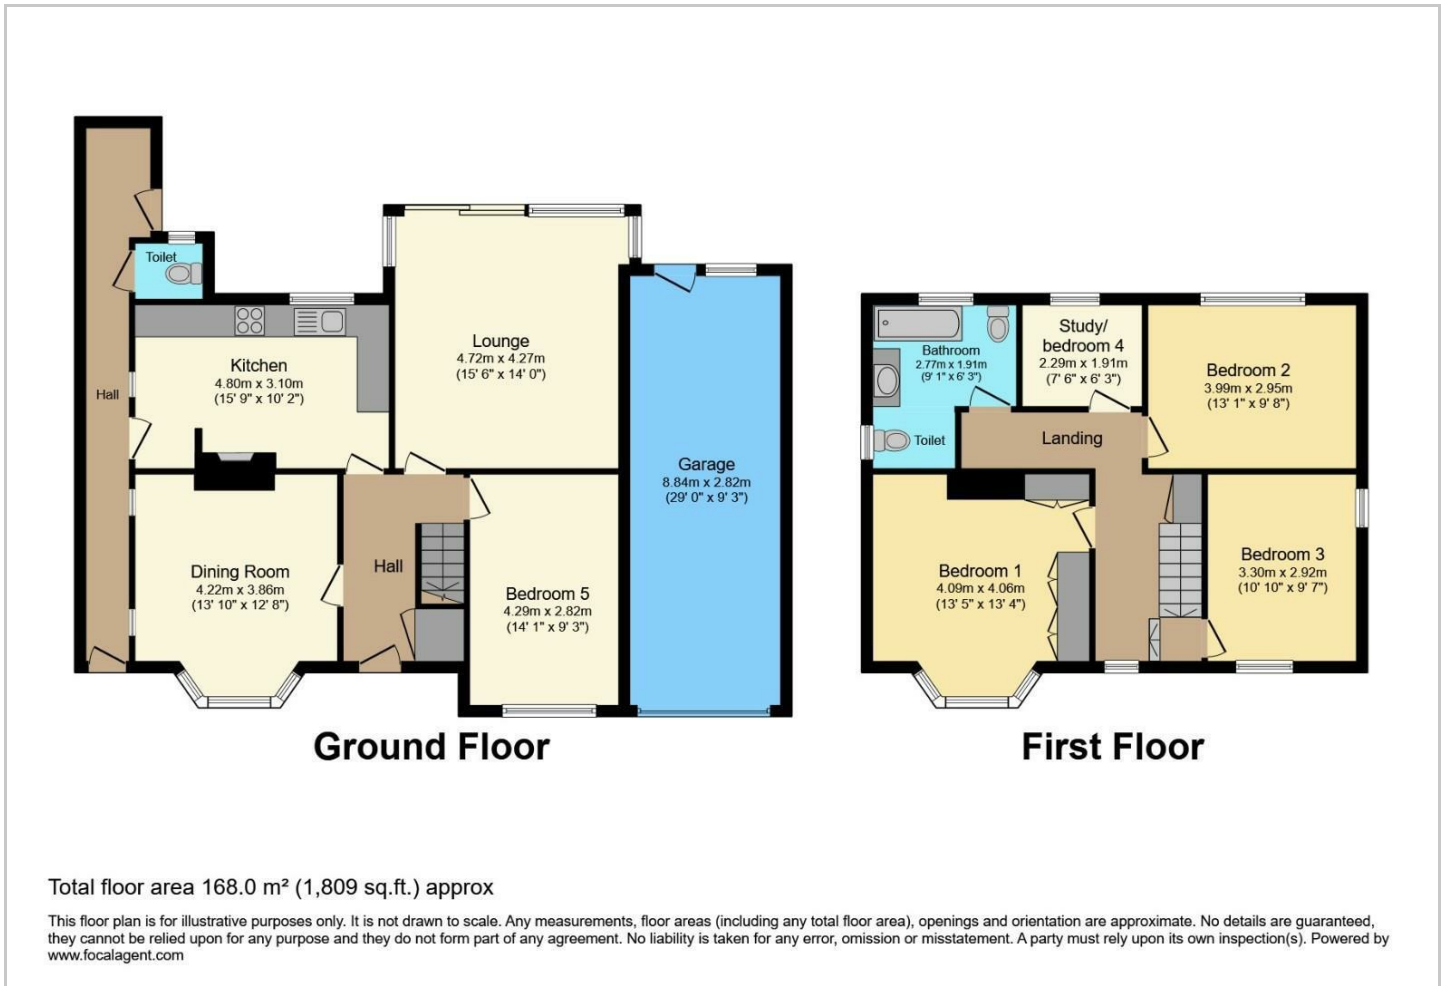 Toilet
Kitchen
4.80m x 3.10m
(15' 9" x 10' 2")
Hall
Lounge
4.72m x 4.27m
(15' 6" x 14' 0")
Garage
8.84m x 2.82m
(29' 0" x 9' 3")
Dining Room
4.22m x 3.86m
(13' 10" x 12' 8")
Hall
Bedroom 5
4.29m x 2.82m
(14' 1" x 9' 3")
Ground Floor
Bathroom
2.77m x 1.91m
(9' 1" x 6' 3")
Toilet
Study/
bedroom 4
2.29m x 1.91m
(7' 6" x 6' 3")
Bedroom 2
3.99m x 2.95m
(13' 1" x 9' 8")
Landing
Bedroom 1
4.09m x 4.06m
(13' 5" x 13' 4")
Bedroom 3
3.30m x 2.92m
(10' 10" x 9' 7")
First Floor
Total floor area 168.0 m² (1,809 sq.ft.) approx
This floor plan is for illustrative purposes only. It is not drawn to scale. Any measurements, floor areas (including any total floor area), openings and orientation are approximate. No details are guaranteed,
they cannot be relied upon for any purpose and they do not form part of any agreement. No liability is taken for any error, omission or misstatement. A party must rely upon its own inspection(s). Powered by
www.focalagent.com